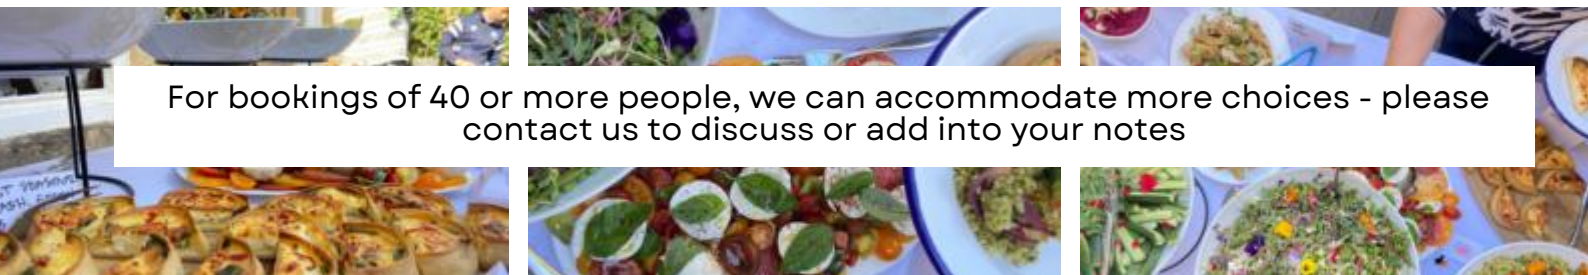 For bookings of 40 or more people, we can accommodate more choices - please
contact us to discuss or add into your notes